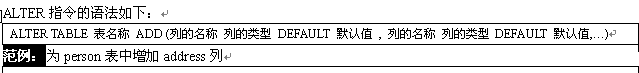 ALTER 指令的语法如下：
ALTER TABLE 表名称 ADD (列的名称 列的类型 DEFAULT 默认值 , 列的名称 列的类型 DEFAULT 默认值,…)
范例：为 person 表中增加 address 列